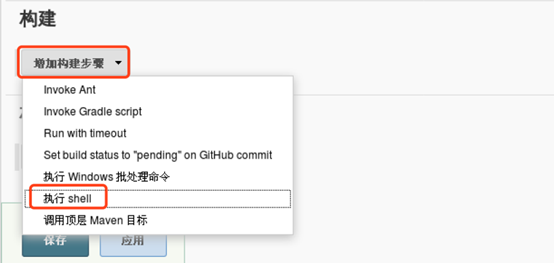 构建
增加构建步骤
Invoke Ant
Invoke Gradle script
Run with timeout
Set build status to "pending" on GitHub commit
执行 Windows 批处理命令
执行 shell
调用顶层 Maven 目标
保存
应用